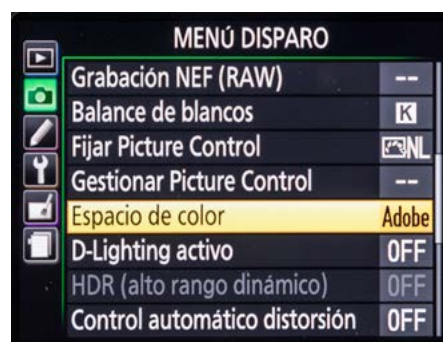 MENÚ DISPARO
Grabación NEF (RAW) --
Balance de blancos K
Fijar Picture Control NL
Gestionar Picture Control --
Espacio de color Adobe
D-Lighting activo OFF
HDR (alto rango dinámico) OFF
Control automático distorsión OFF